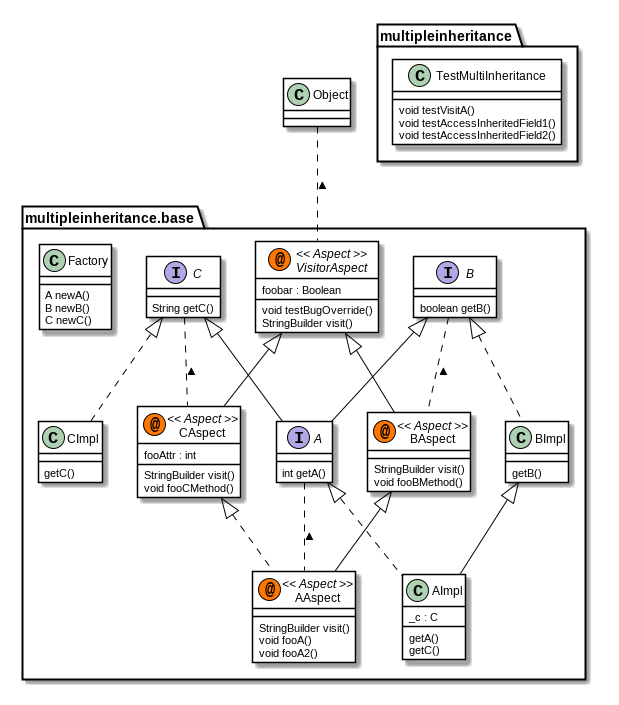 multipleinheritance
C TestMultiInheritance
void testVisitA()
void testAccessInheritedField1()
void testAccessInheritedField2()
C Object
multipleinheritance.base
C Factory
A newA()
B newB()
C newC()
I C
String getC()
@ << Aspect >>
VisitorAspect
foobar : Boolean
void testBugOverride()
StringBuilder visit()
I B
boolean getB()
C CImpl
getC()
@ << Aspect >>
CAspect
fooAttr : int
StringBuilder visit()
void fooCMethod()
I A
int getA()
@ << Aspect >>
BAspect
StringBuilder visit()
void fooBMethod()
C BImpl
getB()
@ << Aspect >>
AAspect
StringBuilder visit()
void fooA()
void fooA2()
C AImpl
_c : C
getA()
getC()